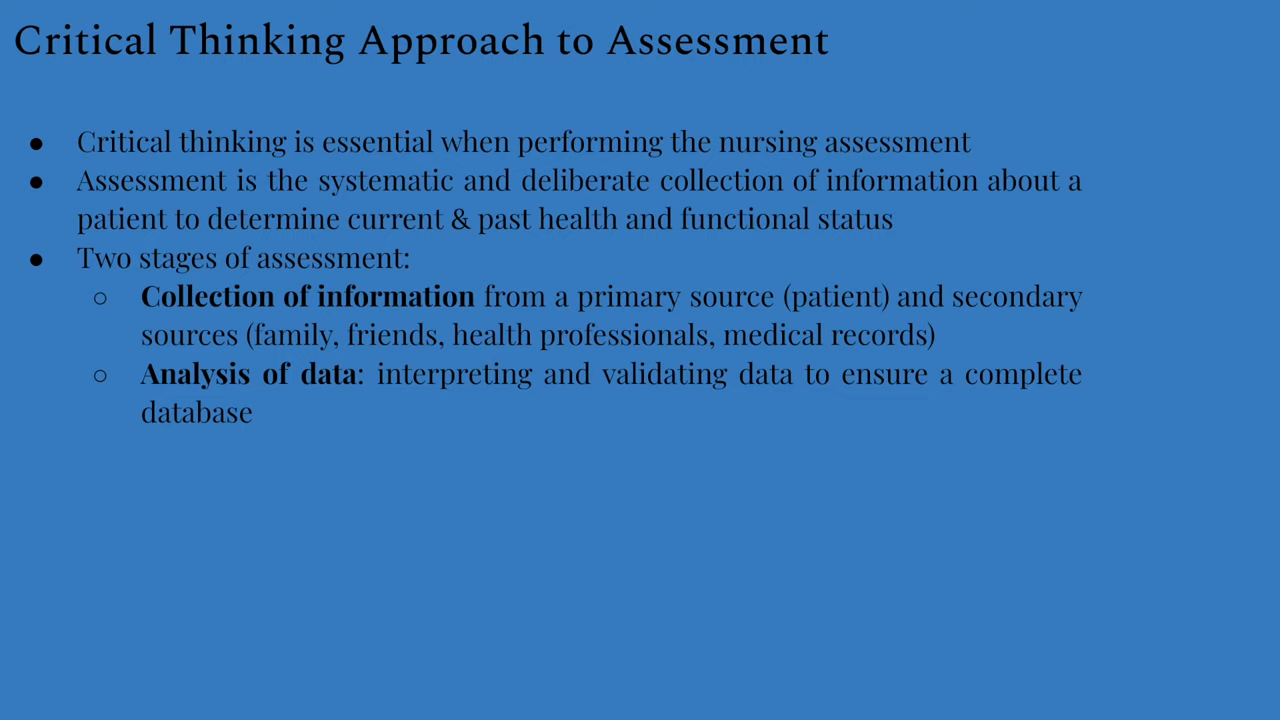 Critical Thinking Approach to Assessment
● Critical thinking is essential when performing the nursing assessment
● Assessment is the systematic and deliberate collection of information about a
patient to determine current & past health and functional status
● Two stages of assessment:
○ Collection of information from a primary source (patient) and secondary
sources (family, friends, health professionals, medical records)
○ Analysis of data: interpreting and validating data to ensure a complete
database